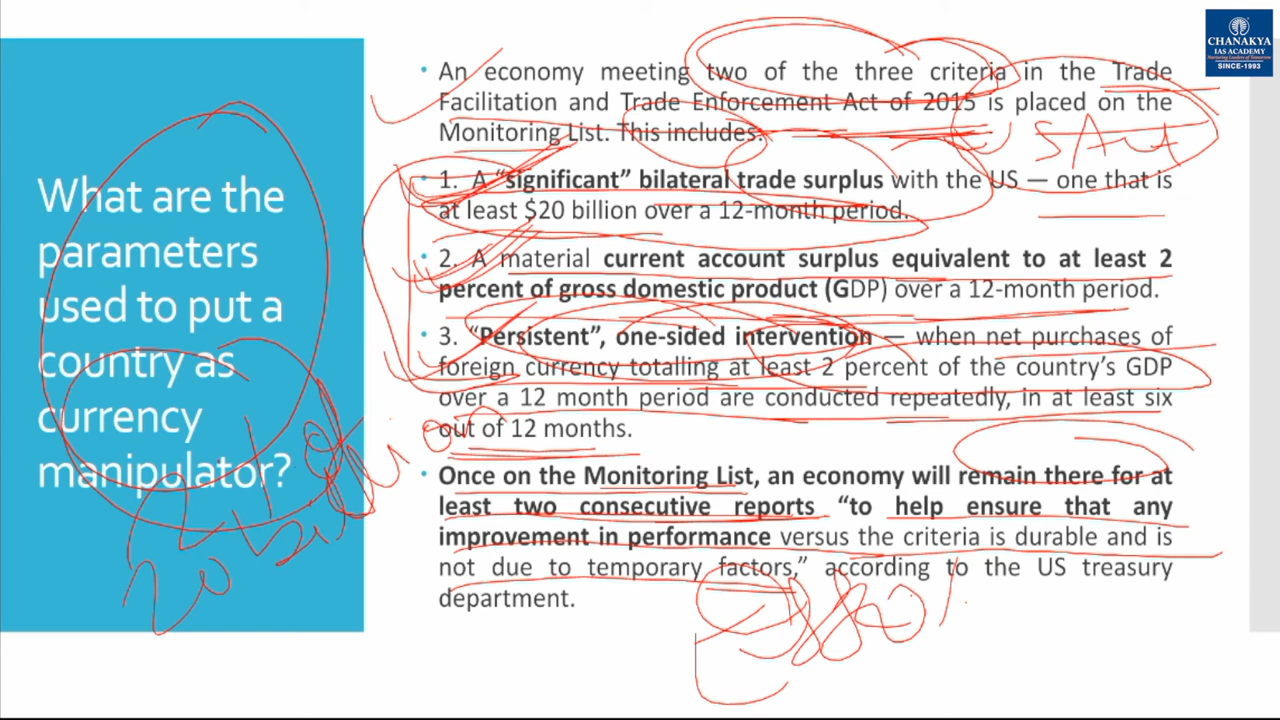 CHANAKYA
IAS ACADEMY
Nurturing Leaders of Tomorrow
SINCE-1993
What are the
parameters
used to put a
country as
currency
manipulator?
• An economy meeting two of the three criteria in the Trade
Facilitation and Trade Enforcement Act of 2015 is placed on the
Monitoring List. This includes:
US Act
• 1. A “significant” bilateral trade surplus with the US — one that is
at least $20 billion over a 12-month period.
• 2. A material current account surplus equivalent to at least 2
percent of gross domestic product (GDP) over a 12-month period.
• 3. “Persistent”, one-sided intervention — when net purchases of
foreign currency totalling at least 2 percent of the country’s GDP
over a 12 month period are conducted repeatedly, in at least six
out of 12 months.
• Once on the Monitoring List, an economy will remain there for at
least two consecutive reports “to help ensure that any
improvement in performance versus the criteria is durable and is
not due to temporary factors,” according to the US treasury
department.
20